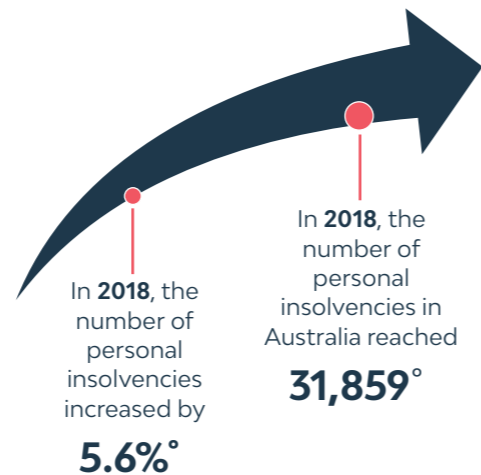 In 2018, the
number of
personal
insolvencies
increased by
5.6%°
In 2018, the
number of
personal
insolvencies in
Australia reached
31,859°